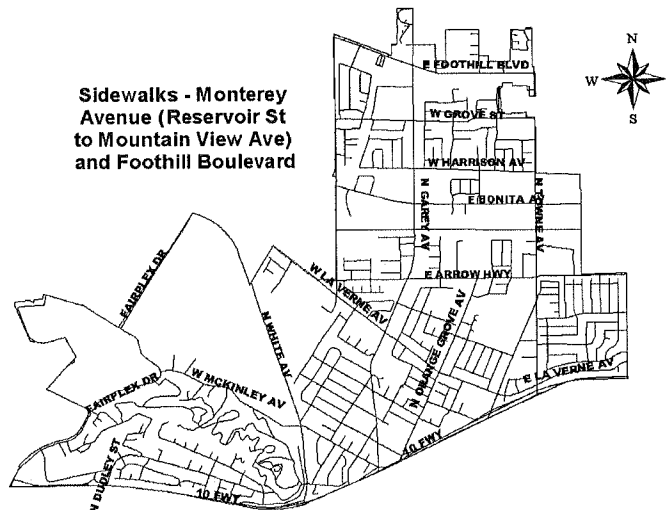 Sidewalks - Monterey
Avenue (Reservoir St
to Mountain View Ave)
and Foothill Boulevard
N
W
E
S
E FOOTHILL BLVD
W GROVE ST
W HARRISON AV
N GAREY AV
E BONITA AV
N TOWNE AV
E ARROW HWY
W LA VERNE AV
FAIRPLEX DR
N WHITE AV
N ORANGE GROVE AV
E LA VERNE AV
W MCKINLEY AV
FAIRPLEX DR
10 FWY
N DUDLEY ST
10 FWY